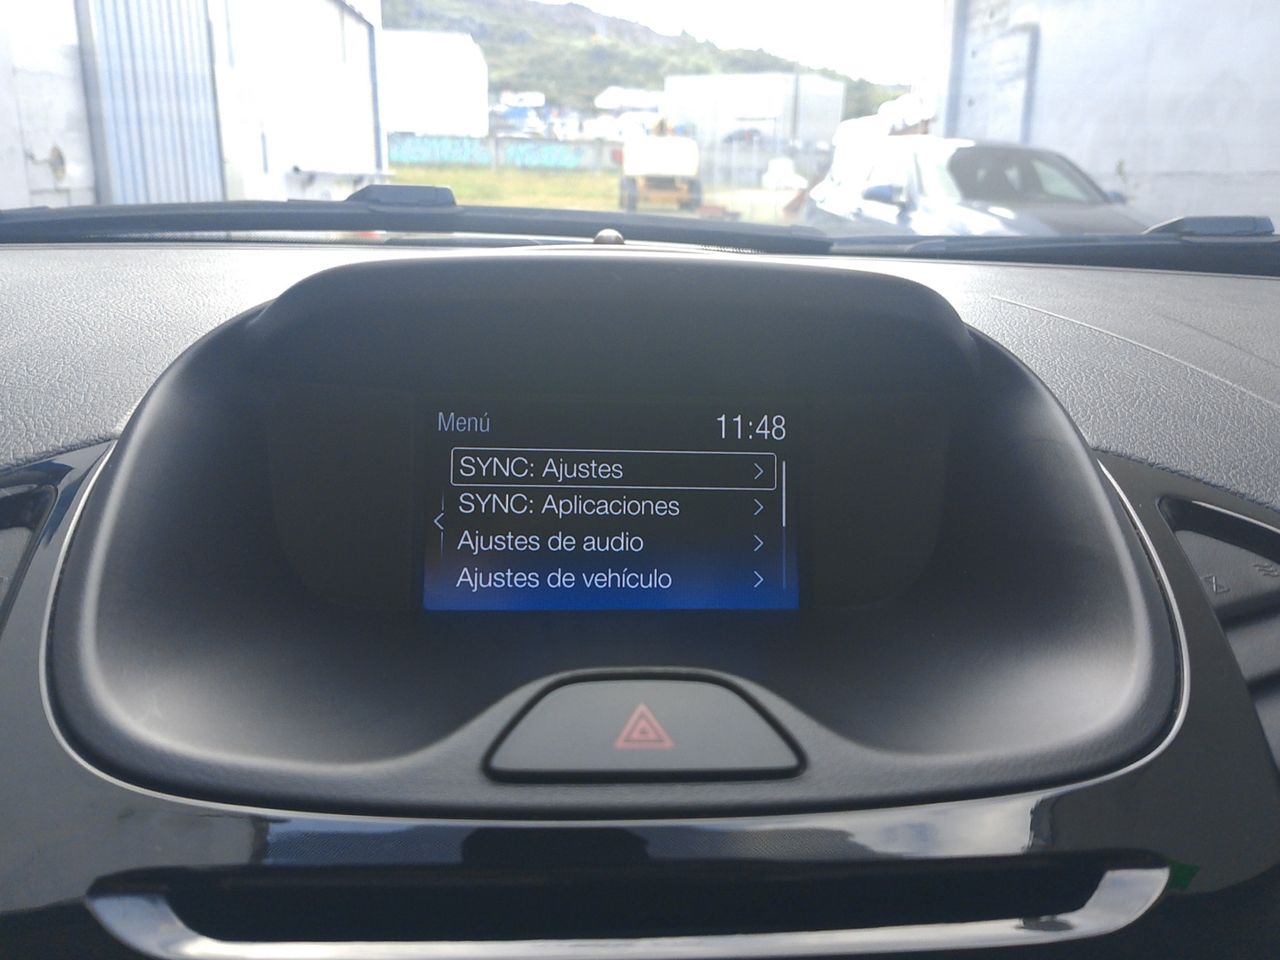 Menú
11:48
SYNC: Ajustes
SYNC: Aplicaciones
Ajustes de audio
Ajustes de vehículo